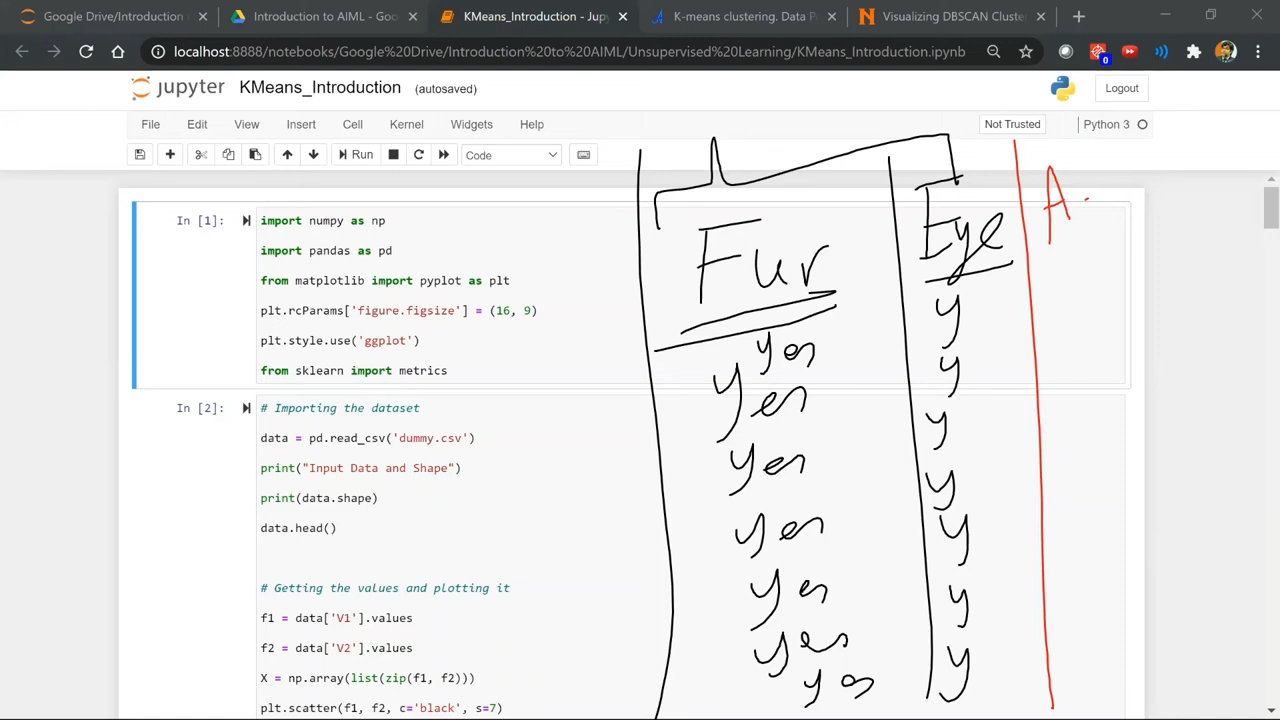 Google Drive/Introduction
Introduction to AIML - Goo
KMeans_Introduction - Jup
K-means clustering. Data P
Visualizing DBSCAN Cluste
localhost:8888/notebooks/Google%20Drive/Introduction%20to%20AIML/Unsupervised%20Learning/KMeans_Introduction.ipynb
0
jupyter KMeans_Introduction (autosaved)
Logout
File Edit View Insert Cell Kernel Widgets Help
Not Trusted
Python 3
Run
Code
In [1]:
import numpy as np
import pandas as pd
from matplotlib import pyplot as plt
plt.rcParams['figure.figsize'] = (16, 9)
plt.style.use('ggplot')
from sklearn import metrics
In [2]:
# Importing the dataset
data = pd.read_csv('dummy.csv')
print("Input Data and Shape")
print(data.shape)
data.head()
# Getting the values and plotting it
f1 = data['V1'].values
f2 = data['V2'].values
X = np.array(list(zip(f1, f2)))
plt.scatter(f1, f2, c='black', s=7)
Fur Eye A.
yes y
yes y
yes y
yes y
yes y
yes y
yes y